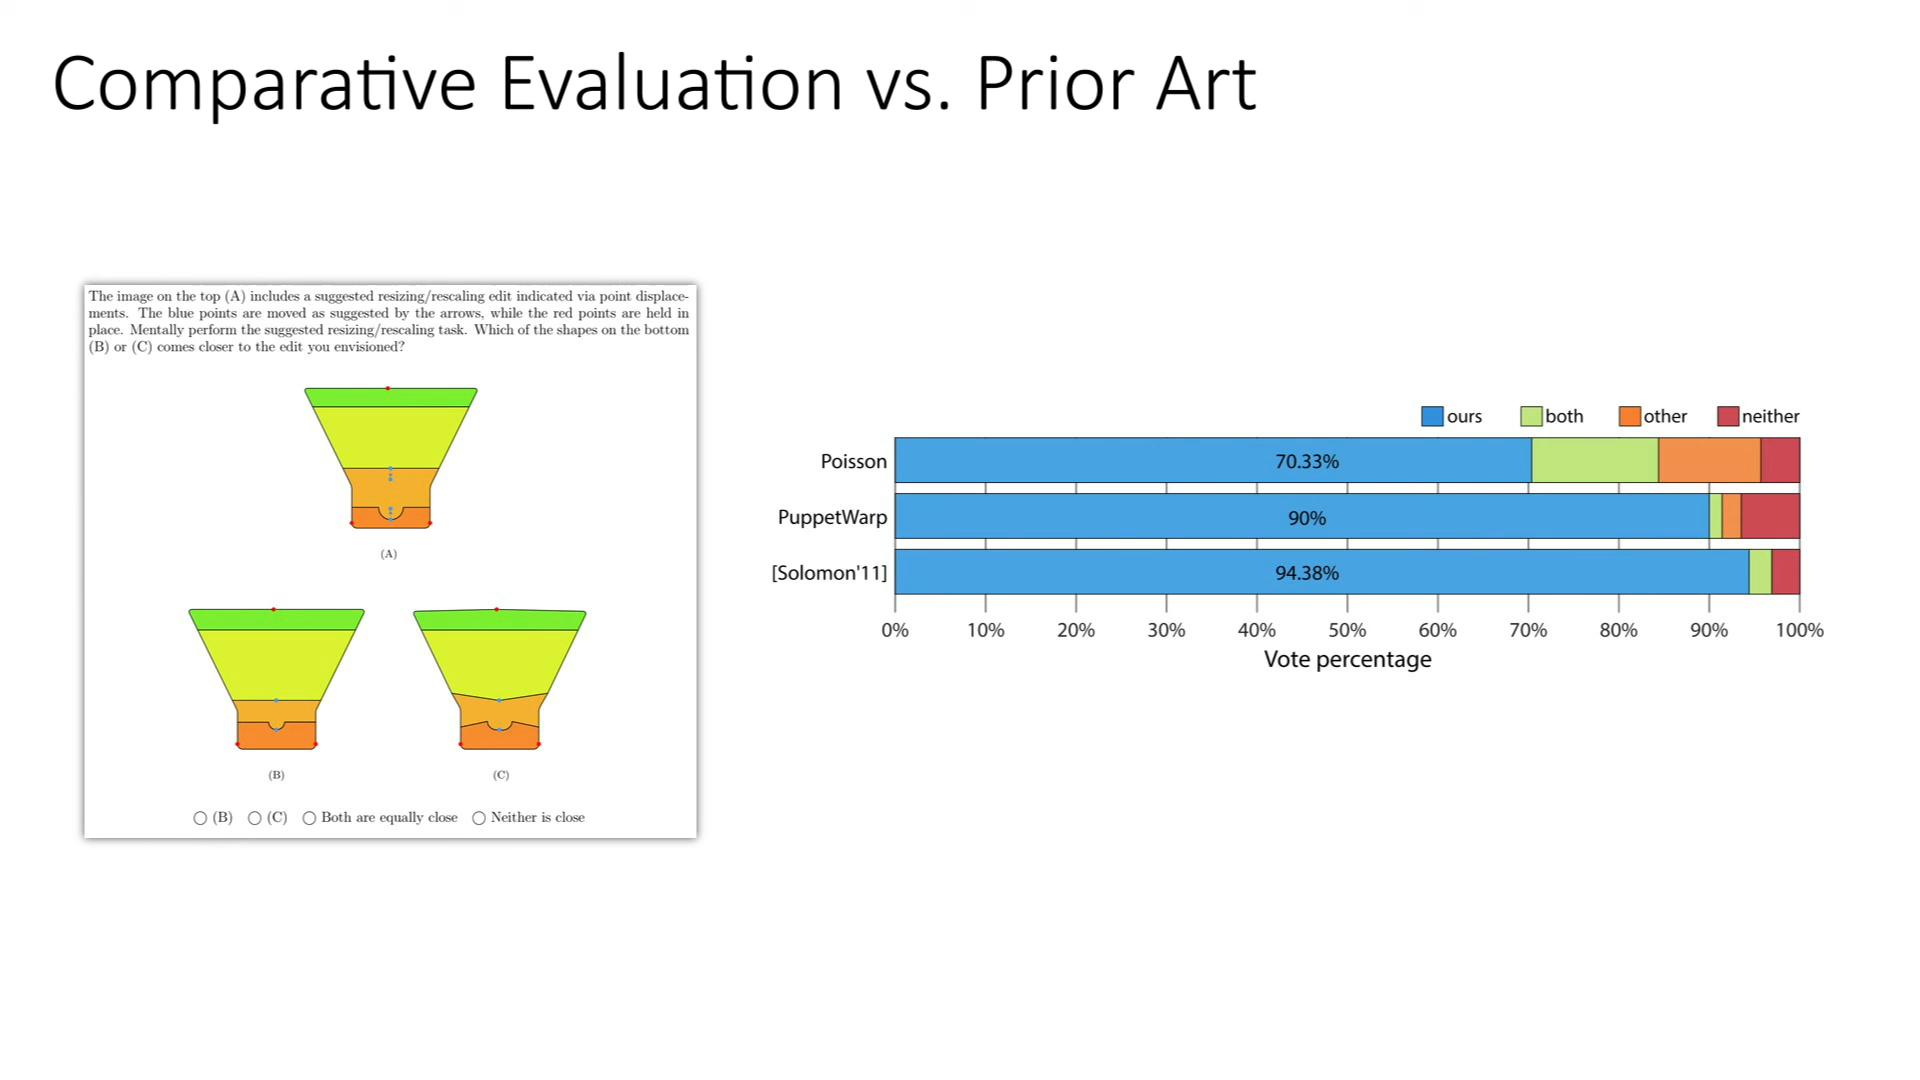 Comparative Evaluation vs. Prior Art
The image on the top (A) includes a suggested resizing/rescaling edit indicated via point displace-
ments. The blue points are moved as suggested by the arrows, while the red points are held in
place. Mentally perform the suggested resizing/rescaling task. Which of the shapes on the bottom
(B) or (C) comes closer to the edit you envisioned?
(A)
(B) (C)
(B) (C) Both are equally close Neither is close
ours both other neither
Poisson 70.33%
PuppetWarp 90%
[Solomon'11] 94.38%
0% 10% 20% 30% 40% 50% 60% 70% 80% 90% 100%
Vote percentage